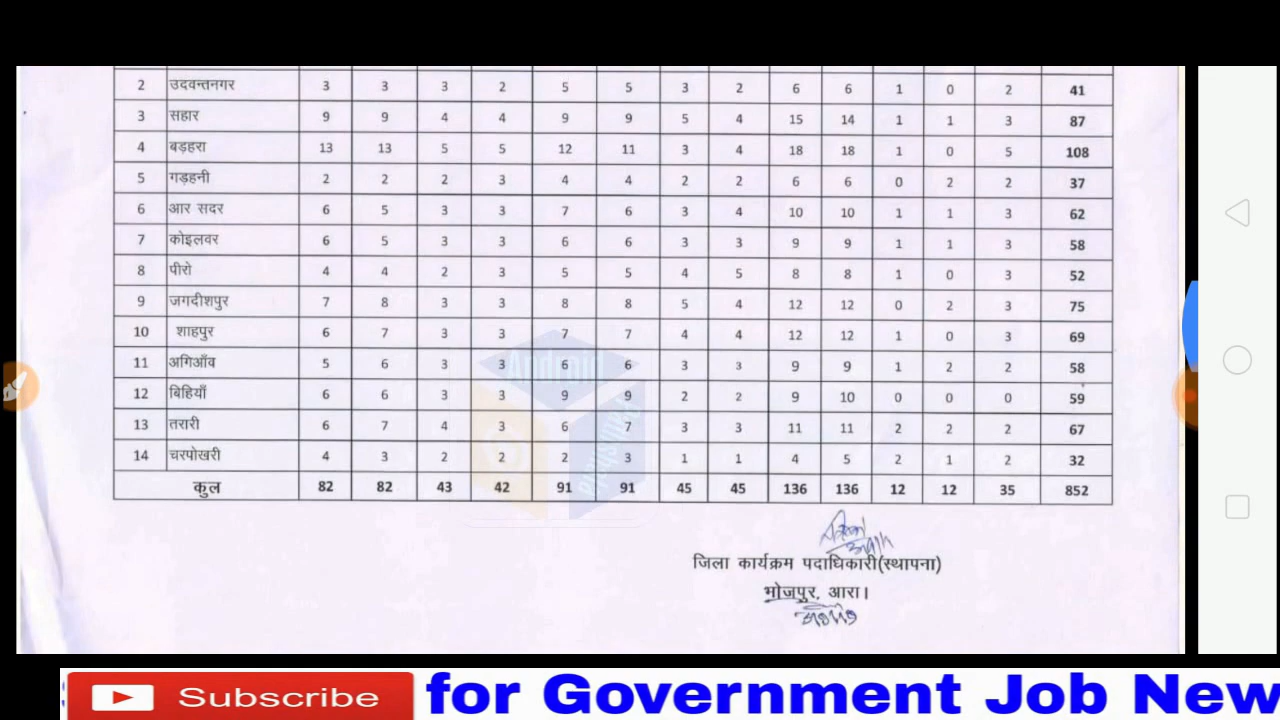 2 उदवन्तनगर 3 3 3 2 5 5 3 2 6 6 1 0 2 41
3 सहार 9 9 4 4 9 9 5 4 15 14 1 1 3 87
4 बड़हरा 13 13 5 5 12 11 3 4 18 18 1 0 5 108
5 गड़हनी 2 2 2 3 4 4 2 2 6 6 0 2 2 37
6 आर सदर 6 5 3 3 7 6 3 4 10 10 1 1 3 62
7 कोइलवर 6 5 3 3 6 6 3 3 9 9 1 1 3 58
8 पीरो 4 4 2 3 5 5 4 5 8 8 1 0 3 52
9 जगदीशपुर 7 8 3 3 8 8 5 4 12 12 0 2 3 75
10 शाहपुर 6 7 3 3 7 7 4 4 12 12 1 0 3 69
11 अगिआँव 5 6 3 3 6 6 3 3 9 9 1 2 2 58
12 बिहियाँ 6 6 3 3 9 9 2 2 9 10 0 0 0 59
13 तरारी 6 7 4 3 6 7 3 3 11 11 2 2 2 67
14 चरपोखरी 4 3 2 2 2 3 1 1 4 5 2 1 2 32
कुल 82 82 43 42 91 91 45 45 136 136 12 12 35 852
Android
जिला कार्यक्रम पदाधिकारी(स्थापना)
भोजपुर, आरा।
Subscribe for Government Job New